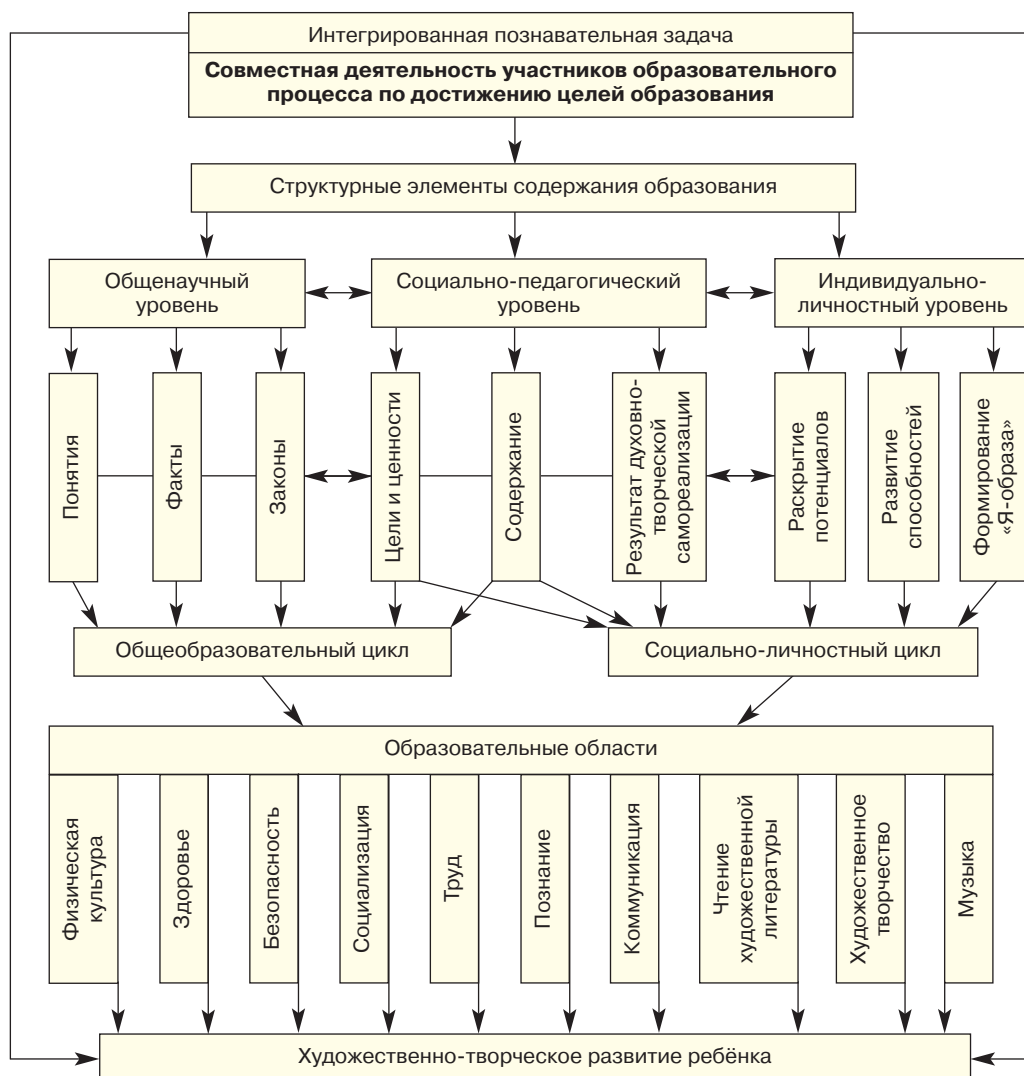 Интегрированная познавательная задача
Совместная деятельность участников образовательного
процесса по достижению целей образования
Структурные элементы содержания образования
Общенаучный
уровень
Социально-педагогический
уровень
Индивидуально-
личностный уровень
Понятия
Факты
Законы
Цели и ценности
Содержание
Результат духовно-
творческой
самореализации
Раскрытие
потенциалов
Развитие
способностей
Формирование
«Я-образа»
Общеобразовательный цикл
Социально-личностный цикл
Образовательные области
Физическая
культура
Здоровье
Безопасность
Социализация
Труд
Познание
Коммуникация
Чтение
художественной
литературы
Художественное
творчество
Музыка
Художественно-творческое развитие ребёнка